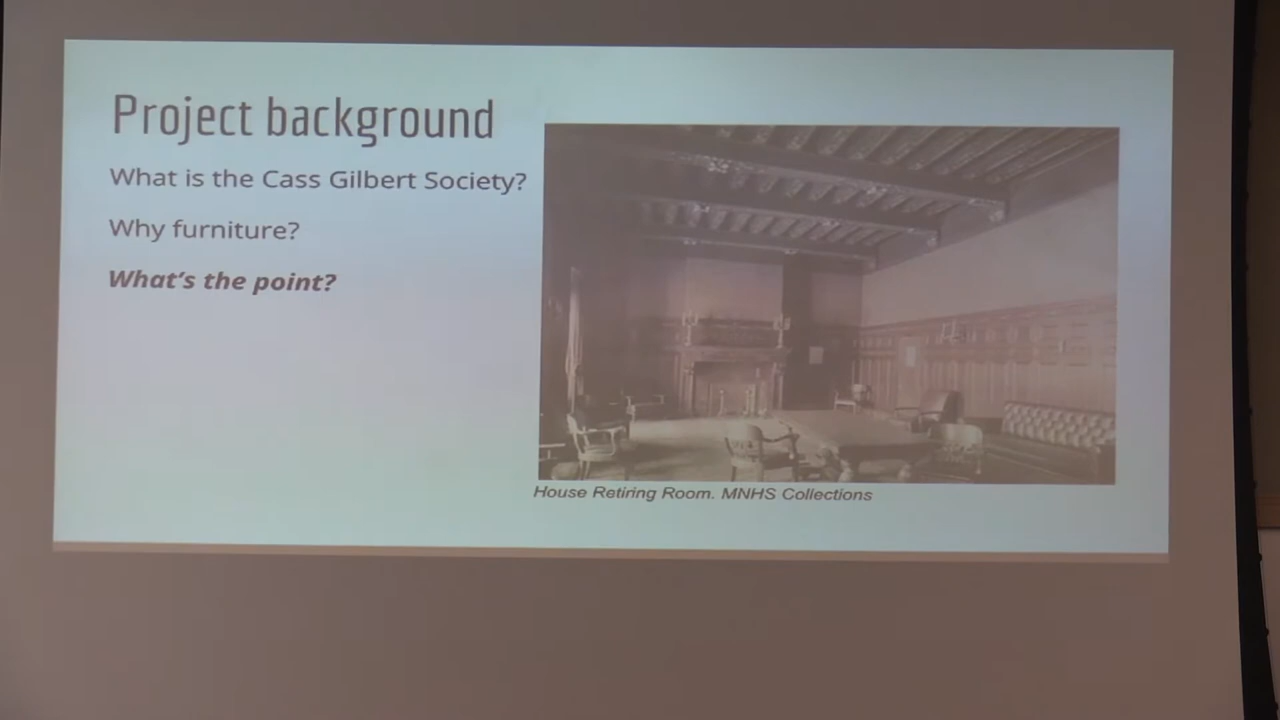 Project background
What is the Cass Gilbert Society?
Why furniture?
What's the point?
House Retiring Room. MNHS Collections